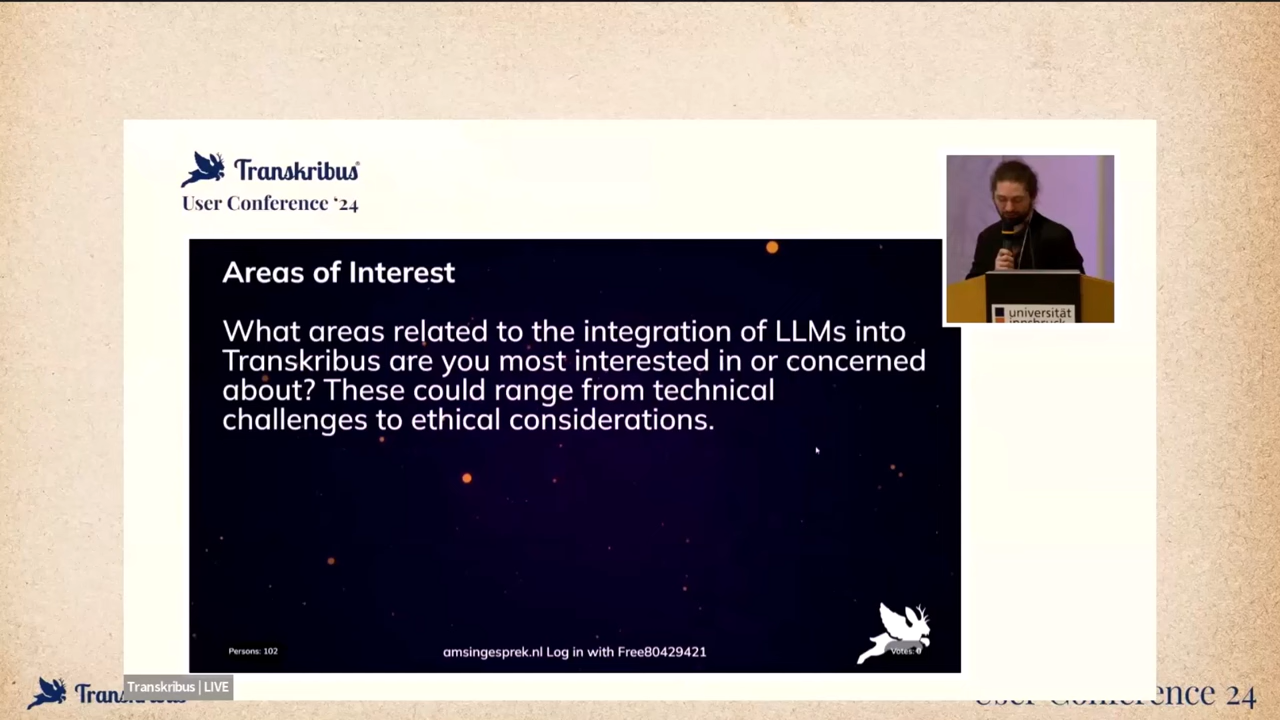 Transkribus
User Conference ‘24
Areas of Interest
What areas related to the integration of LLMs into
Transkribus are you most interested in or concerned
about? These could range from technical
challenges to ethical considerations.
universität
innsbruck
Persons: 102
amsingesprek.nl Log in with Free80429421
Votes: 0
Transkribus | LIVE
Transkribus
User Conference 24